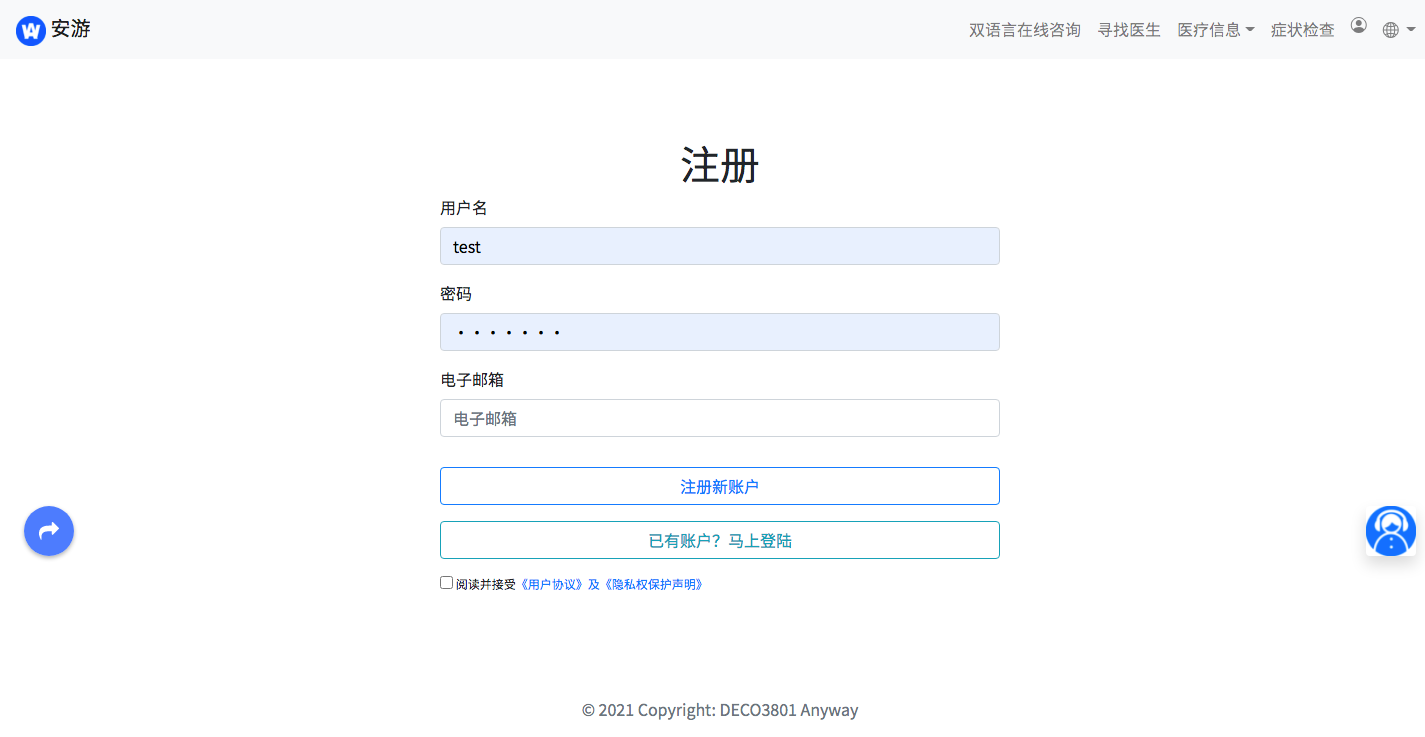 安游
双语言在线咨询 寻找医生 医疗信息 症状检查
注册
用户名
test
密码
·······
电子邮箱
电子邮箱
注册新账户
已有账户？马上登陆
阅读并接受《用户协议》及《隐私权保护声明》
© 2021 Copyright: DECO3801 Anyway